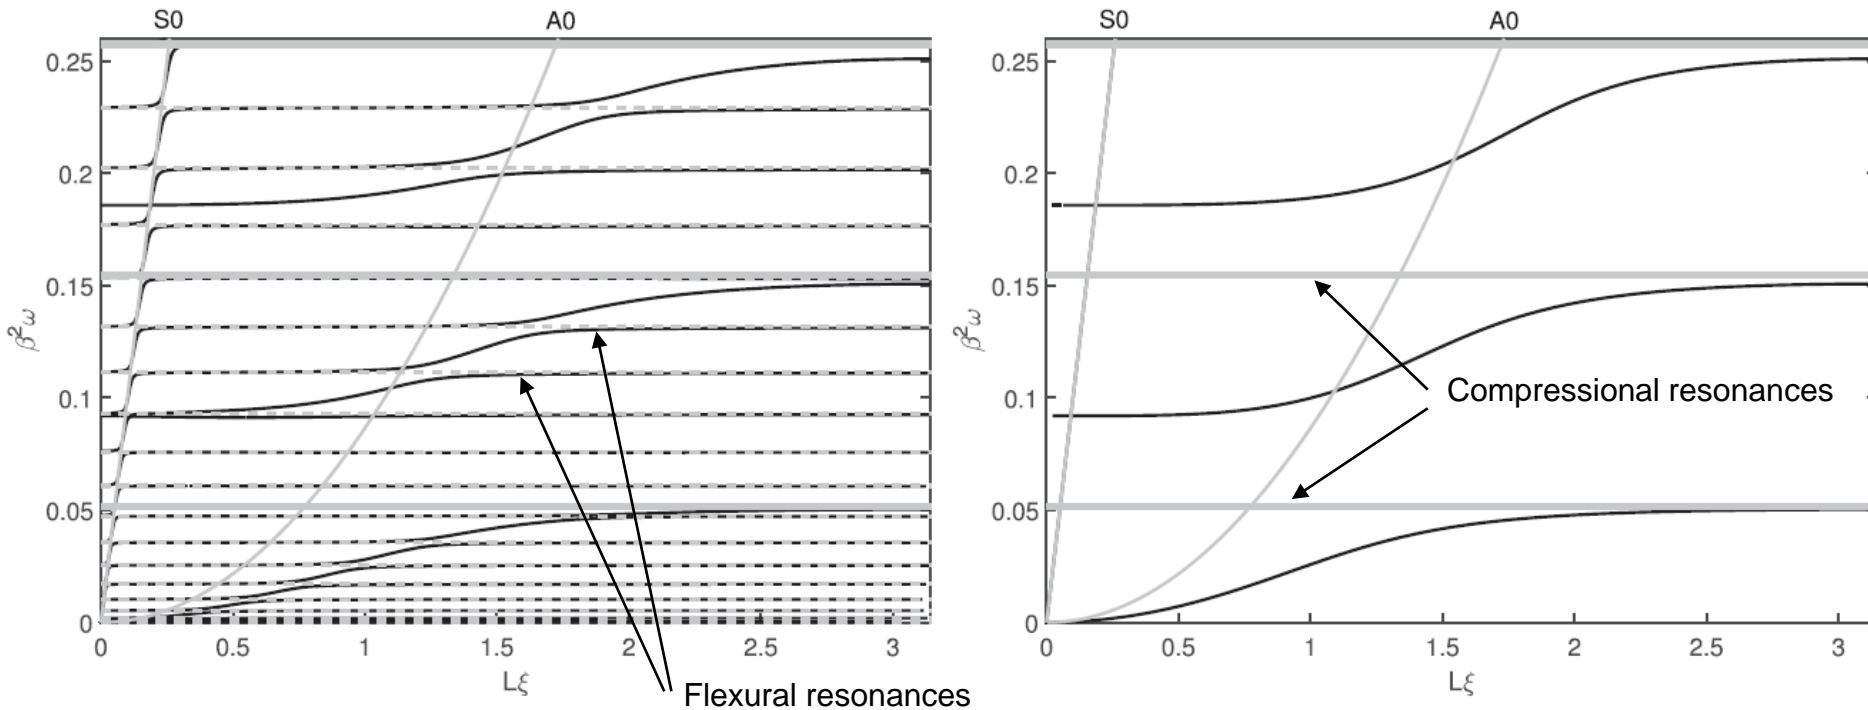 S0 A0
0.25
0.2
0.15
0.1
0.05
0
β²ω
0 0.5 1 1.5 2 2.5 3
Lξ
Flexural resonances
S0 A0
0.25
0.2
0.15
0.1
0.05
0
β²ω
Compressional resonances
0 0.5 1 1.5 2 2.5 3
Lξ